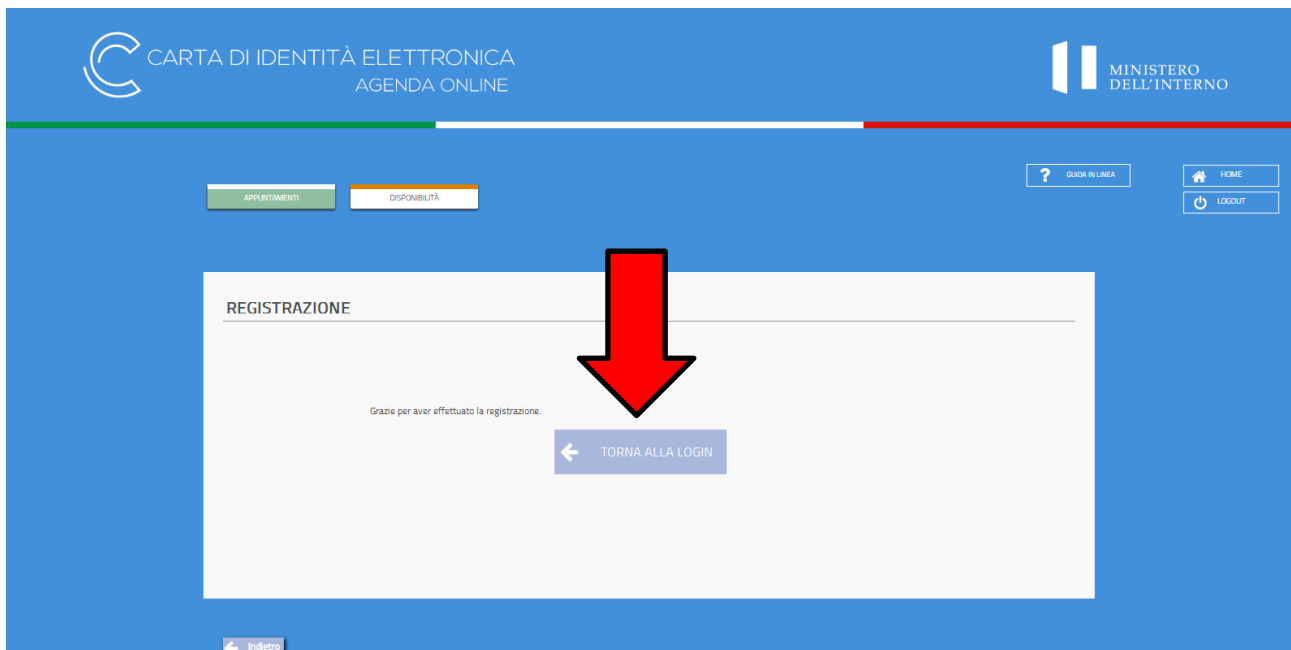 CARTA DI IDENTITÀ ELETTRONICA
AGENDA ONLINE
MINISTERO
DELL'INTERNO
? GUIDA IN LINEA
HOME
LOGOUT
APPUNTAMENTI
DISPONIBILITÀ
REGISTRAZIONE
Grazie per aver effettuato la registrazione.
TORNA ALLA LOGIN
Indietro